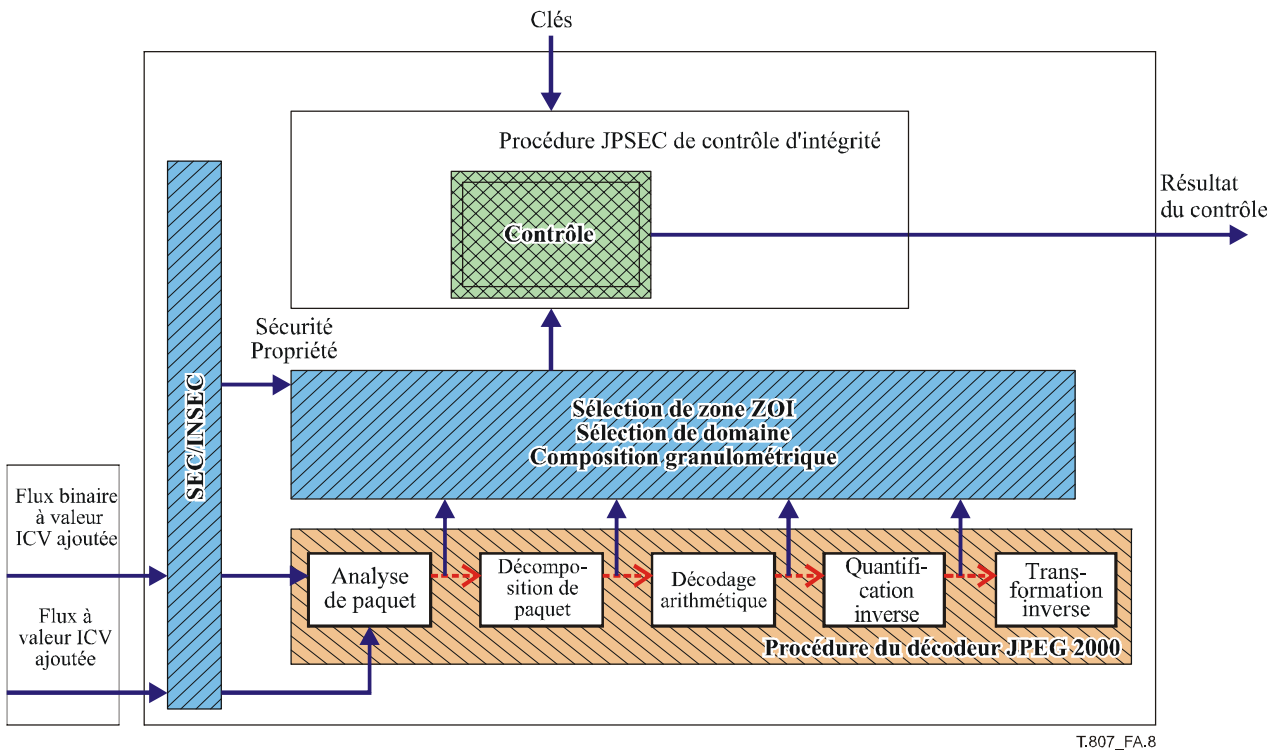 Clés
Procédure JPSEC de contrôle d'intégrité
Contrôle
Résultat
du contrôle
Sécurité
Propriété
SEC/INSEC
Sélection de zone ZOI
Sélection de domaine
Composition granulométrique
Flux binaire
à valeur
ICV ajoutée
Flux à
valeur ICV
ajoutée
Analyse
de paquet
Décompo-
sition de
paquet
Décodage
arithmétique
Quantifi-
cation
inverse
Trans-
formation
inverse
Procédure du décodeur JPEG 2000
T.807_FA.8